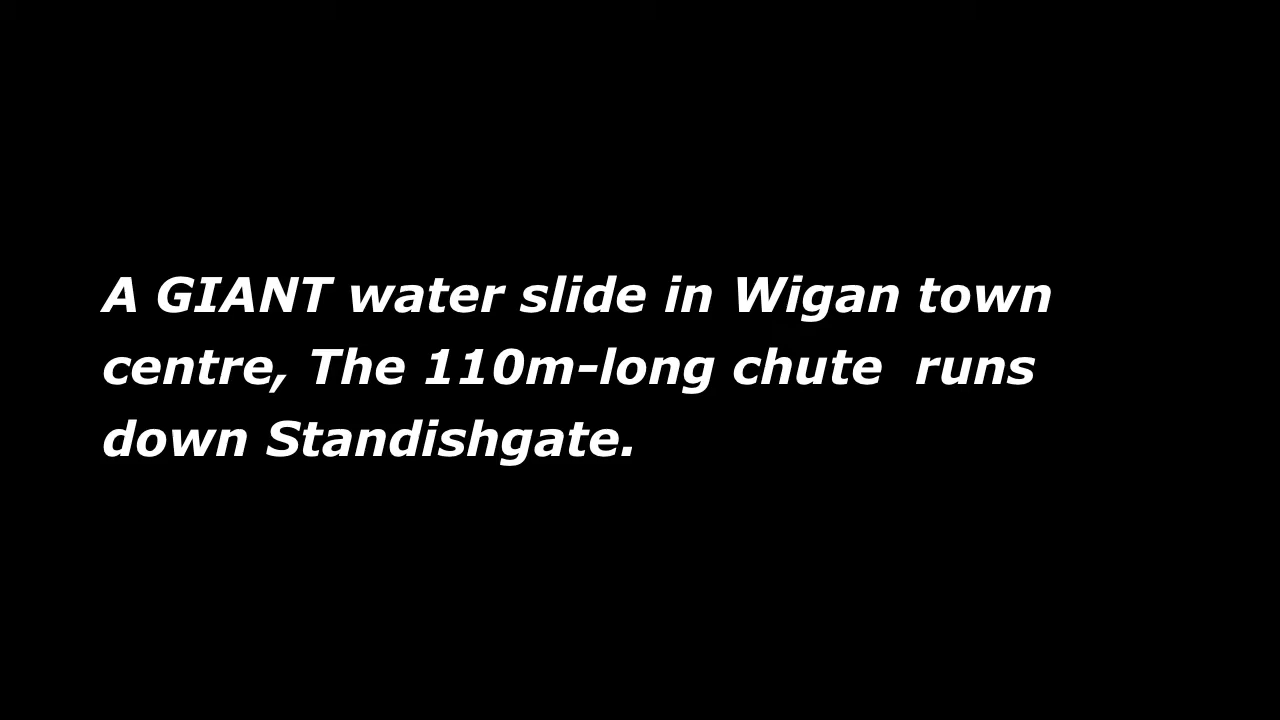 A GIANT water slide in Wigan town
centre, The 110m-long chute  runs
down Standishgate.